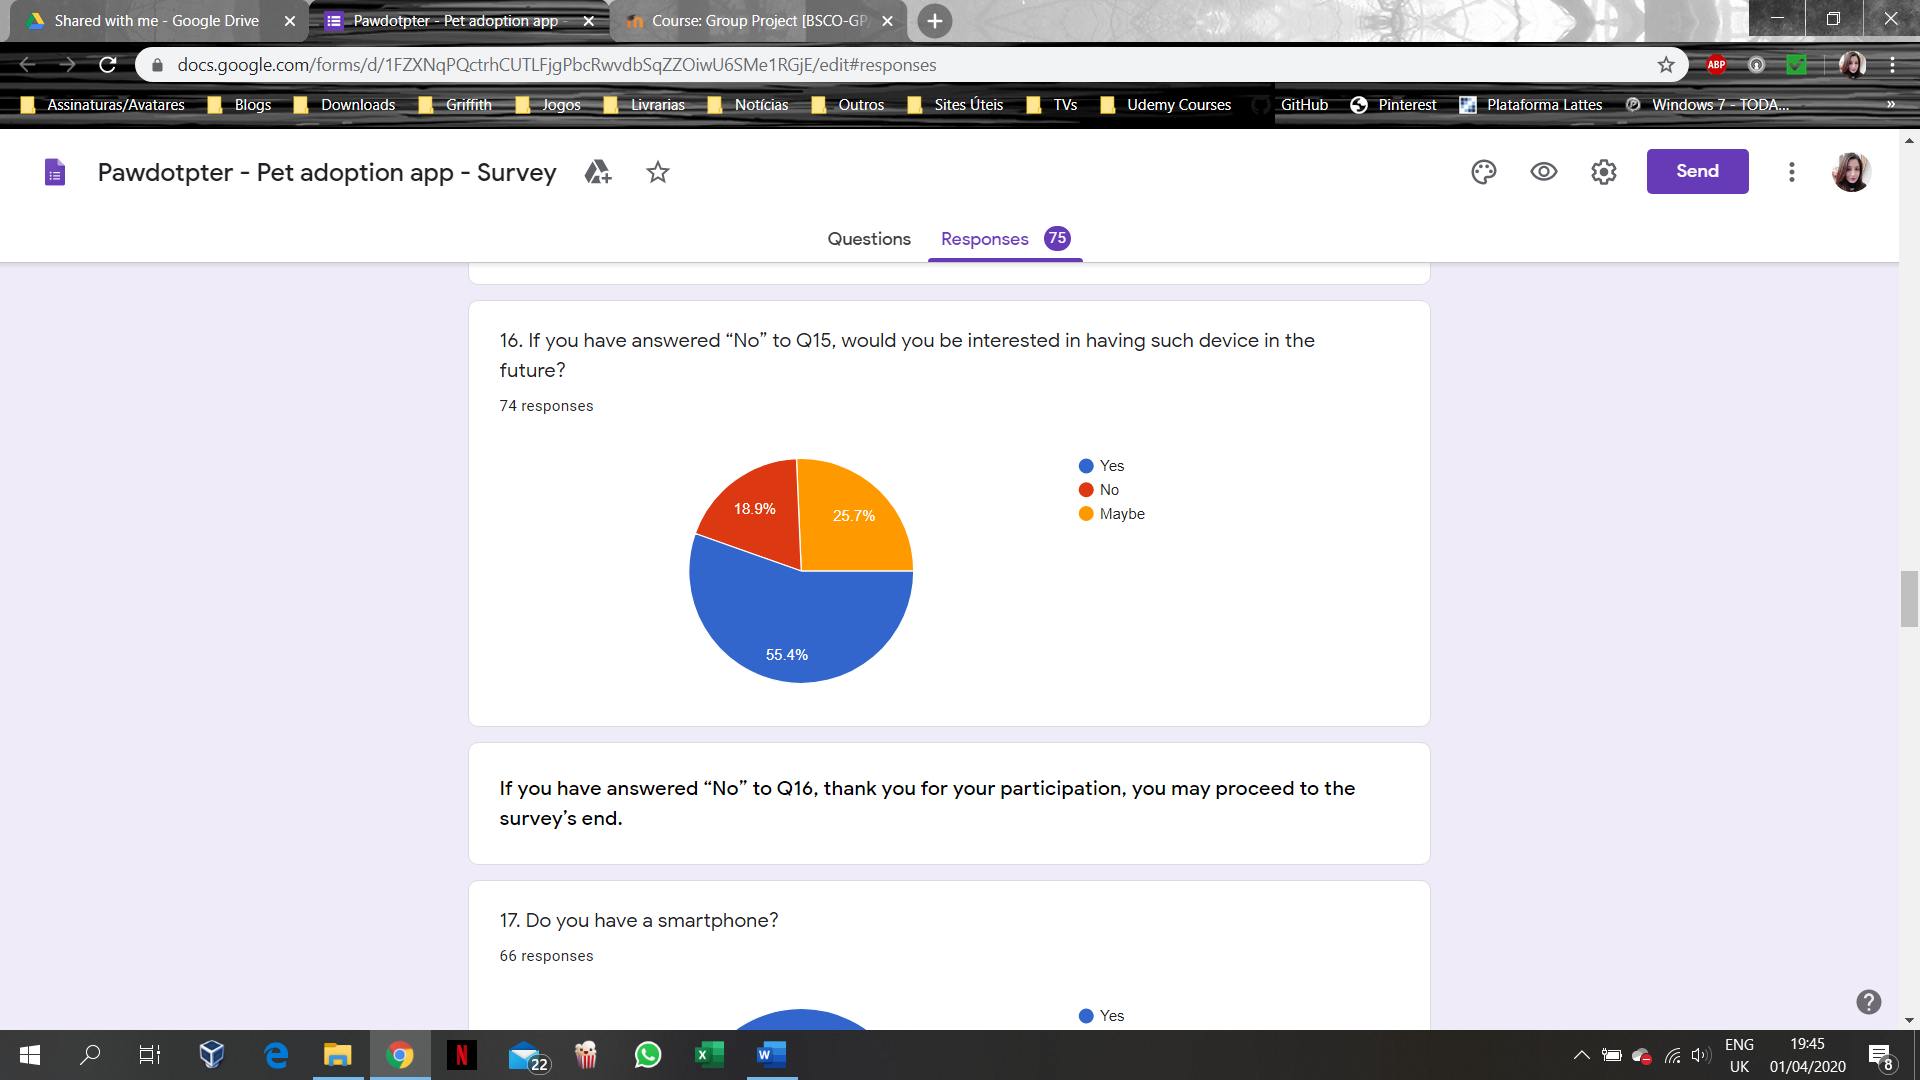 Shared with me - Google Drive
Pawdotpter - Pet adoption app -
Course: Group Project [BSCO-GP
docs.google.com/forms/d/1FZXNqPQctrhCUTLFjgPbcRwvdbSqZZOiwU6SMe1RGjE/edit#responses
ABP
Assinaturas/Avatares Blogs Downloads Griffith Jogos Livrarias Notícias Outros Sites Úteis TVs Udemy Courses GitHub Pinterest Plataforma Lattes Windows 7 - TODA... »
Pawdotpter - Pet adoption app - Survey
Send
Questions Responses 75
16. If you have answered “No” to Q15, would you be interested in having such device in the
future?
74 responses
Yes
No
Maybe
18.9%
25.7%
55.4%
If you have answered “No” to Q16, thank you for your participation, you may proceed to the
survey’s end.
17. Do you have a smartphone?
66 responses
Yes
?
N
22
X
W
ENG
UK
19:45
01/04/2020
8